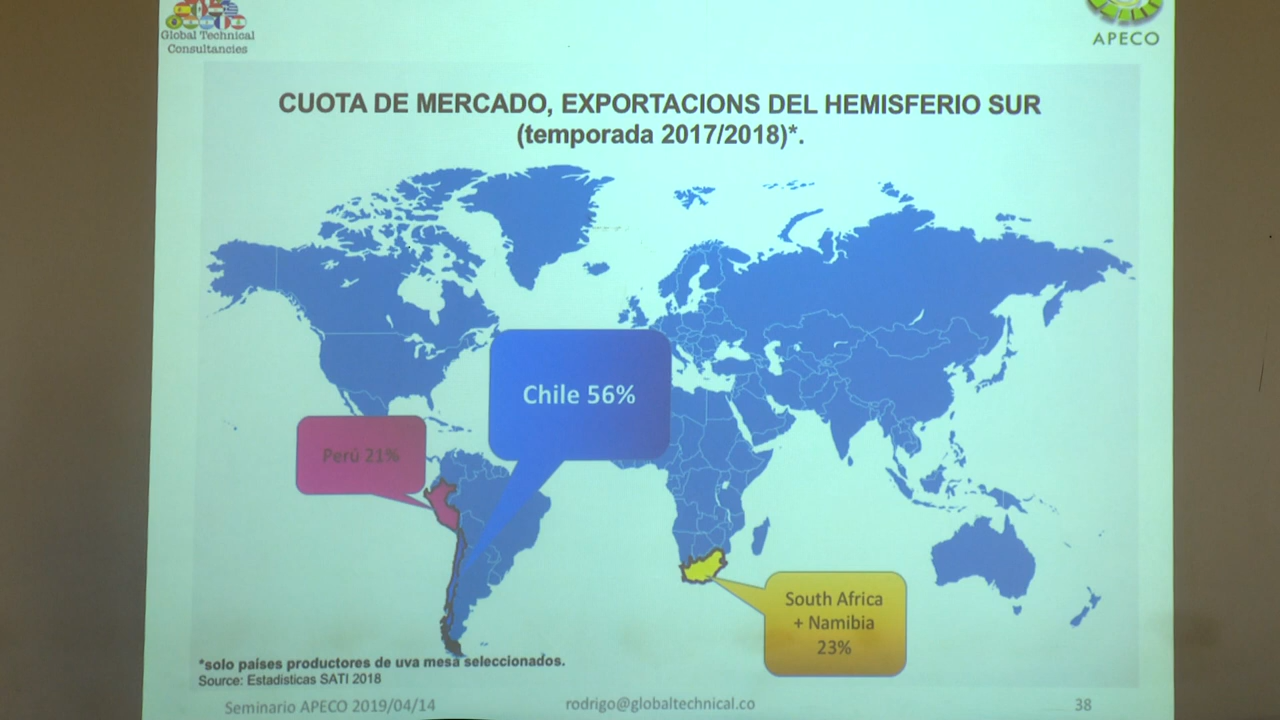 Global Technical
Consultancies
APECO
CUOTA DE MERCADO, EXPORTACIONS DEL HEMISFERIO SUR
(temporada 2017/2018)*.
Chile 56%
Perú 21%
South Africa
+ Namibia
23%
*solo países productores de uva mesa seleccionados.
Source: Estadisticas SATI 2018
Seminario APECO 2019/04/14
rodrigo@globaltechnical.co
38